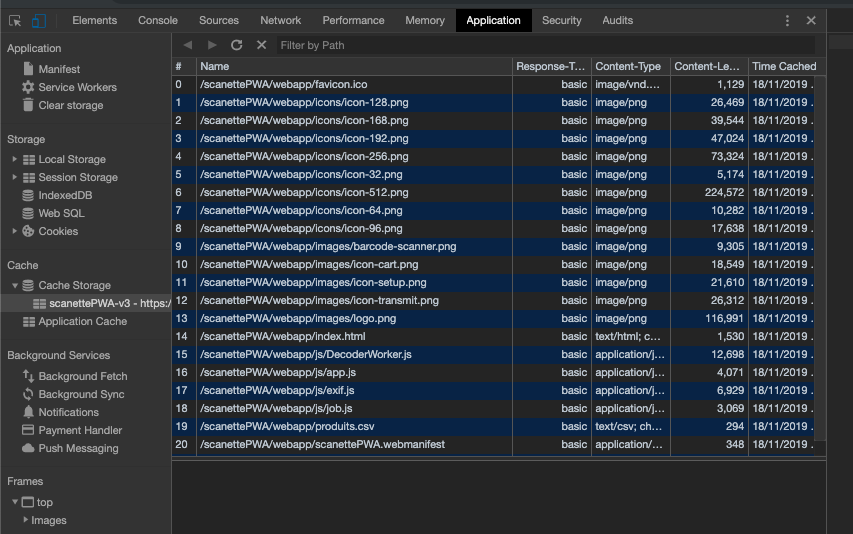 Elements Console Sources Network Performance Memory Application Security Audits
Filter by Path
Application
Manifest
Service Workers
Clear storage
Storage
Local Storage
Session Storage
IndexedDB
Web SQL
Cookies
Cache
Cache Storage
scanettePWA-v3 - https:/
Application Cache
Background Services
Background Fetch
Background Sync
Notifications
Payment Handler
Push Messaging
Frames
top
Images
# Name Response-T... Content-Type Content-Le... Time Cached
0 /scanettePWA/webapp/favicon.ico basic image/vnd.... 1,129 18/11/2019 .
1 /scanettePWA/webapp/icons/icon-128.png basic image/png 26,469 18/11/2019 .
2 /scanettePWA/webapp/icons/icon-168.png basic image/png 39,544 18/11/2019 .
3 /scanettePWA/webapp/icons/icon-192.png basic image/png 47,024 18/11/2019 .
4 /scanettePWA/webapp/icons/icon-256.png basic image/png 73,324 18/11/2019 .
5 /scanettePWA/webapp/icons/icon-32.png basic image/png 5,174 18/11/2019 .
6 /scanettePWA/webapp/icons/icon-512.png basic image/png 224,572 18/11/2019 .
7 /scanettePWA/webapp/icons/icon-64.png basic image/png 10,282 18/11/2019 .
8 /scanettePWA/webapp/icons/icon-96.png basic image/png 17,638 18/11/2019 .
9 /scanettePWA/webapp/images/barcode-scanner.png basic image/png 9,305 18/11/2019 .
10 /scanettePWA/webapp/images/icon-cart.png basic image/png 18,549 18/11/2019 .
11 /scanettePWA/webapp/images/icon-setup.png basic image/png 21,610 18/11/2019 .
12 /scanettePWA/webapp/images/icon-transmit.png basic image/png 26,312 18/11/2019 .
13 /scanettePWA/webapp/images/logo.png basic image/png 116,991 18/11/2019 .
14 /scanettePWA/webapp/index.html basic text/html; c... 1,530 18/11/2019 .
15 /scanettePWA/webapp/js/DecoderWorker.js basic application/j... 12,698 18/11/2019 .
16 /scanettePWA/webapp/js/app.js basic application/j... 4,071 18/11/2019 .
17 /scanettePWA/webapp/js/exif.js basic application/j... 6,929 18/11/2019 .
18 /scanettePWA/webapp/js/job.js basic application/j... 3,069 18/11/2019 .
19 /scanettePWA/webapp/produits.csv basic text/csv; ch... 294 18/11/2019 .
20 /scanettePWA/webapp/scanettePWA.webmanifest basic application/... 348 18/11/2019 .